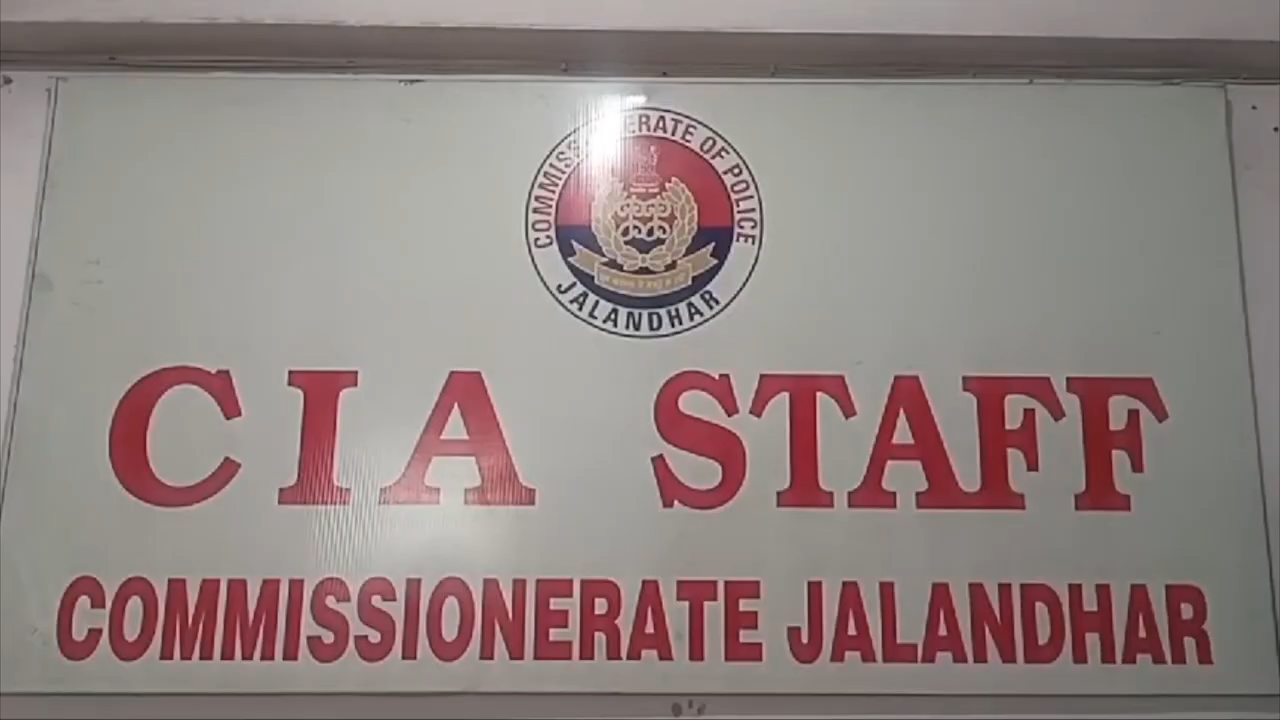 COMMISSIONERATE OF POLICE
JALANDHAR
CIA STAFF
COMMISSIONERATE JALANDHAR